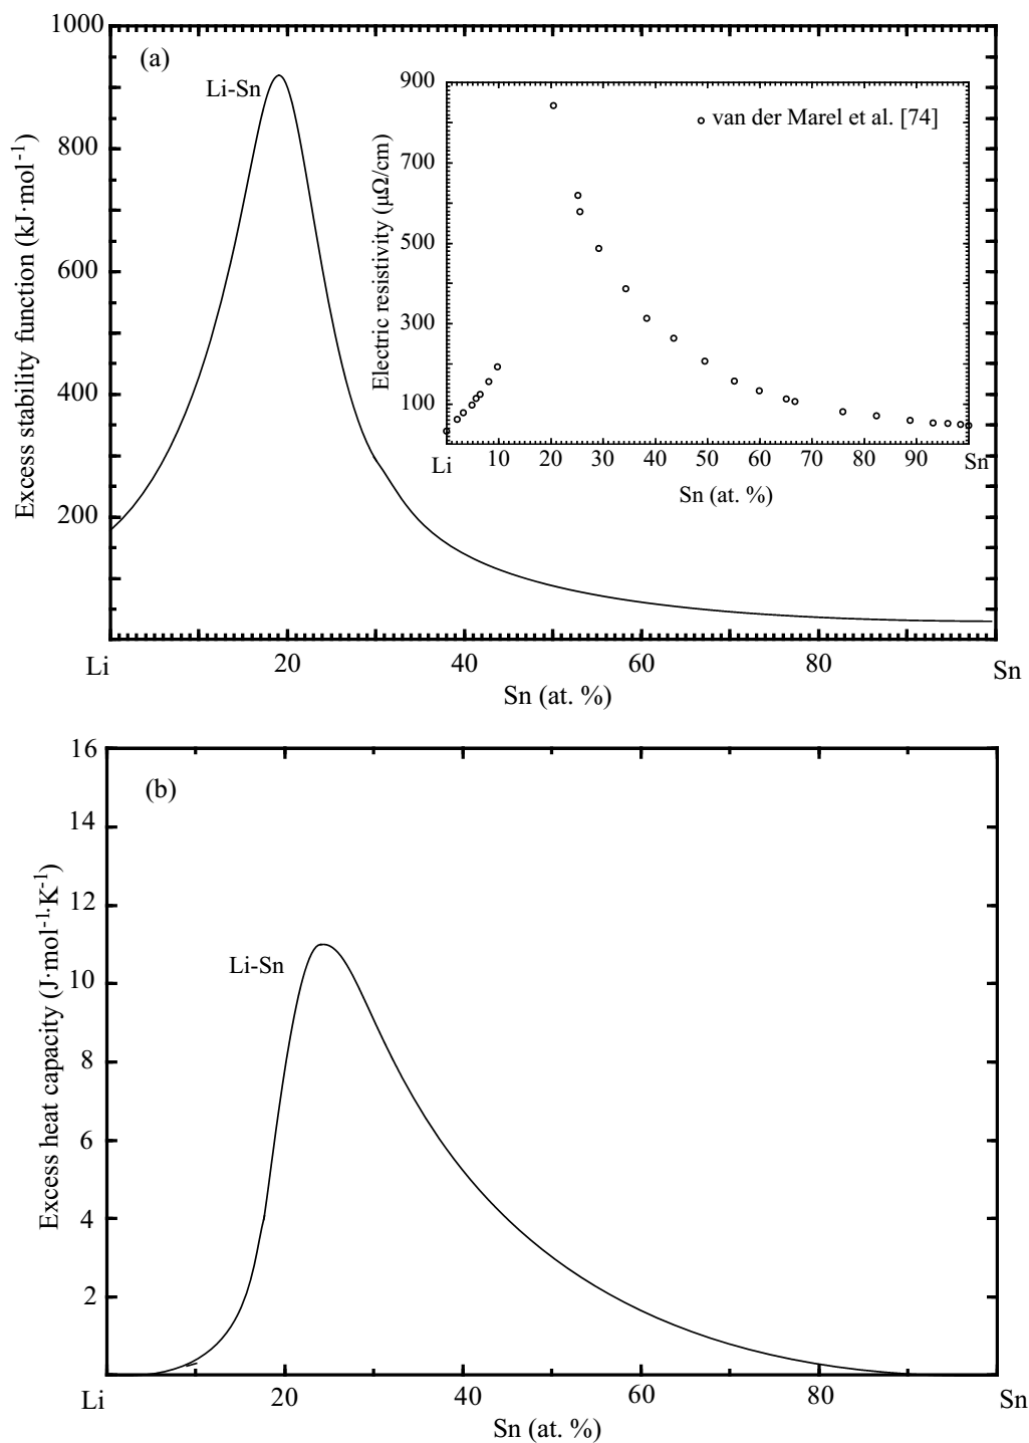 1000
(a)
Li-Sn
800
600
400
200
Excess stability function (kJ·mol⁻¹)
Li
20
40
60
80
Sn
Sn (at. %)
900
700
500
300
100
Electric resistivity (μΩ/cm)
van der Marel et al. [74]
Li
10
20
30
40
50
60
70
80
90
Sn
Sn (at. %)
16
(b)
14
12
Li-Sn
10
8
6
4
2
Excess heat capacity (J·mol⁻¹·K⁻¹)
Li
20
40
60
80
Sn
Sn (at. %)